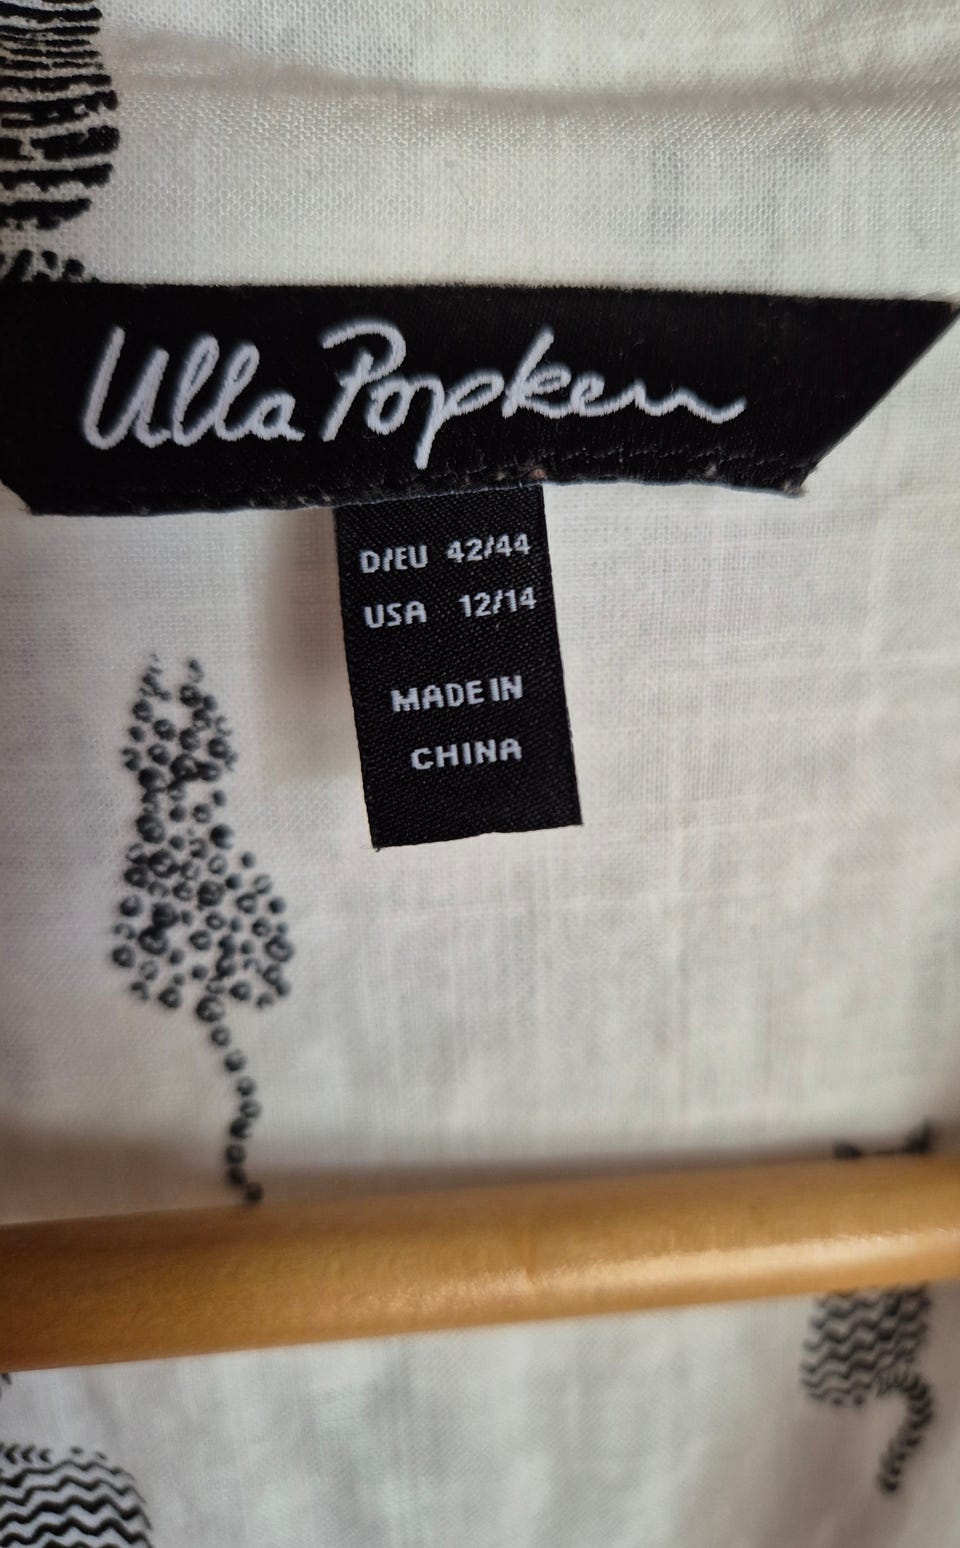 Ulla Popken
D/EU 42/44
USA 12/14
MADE IN
CHINA